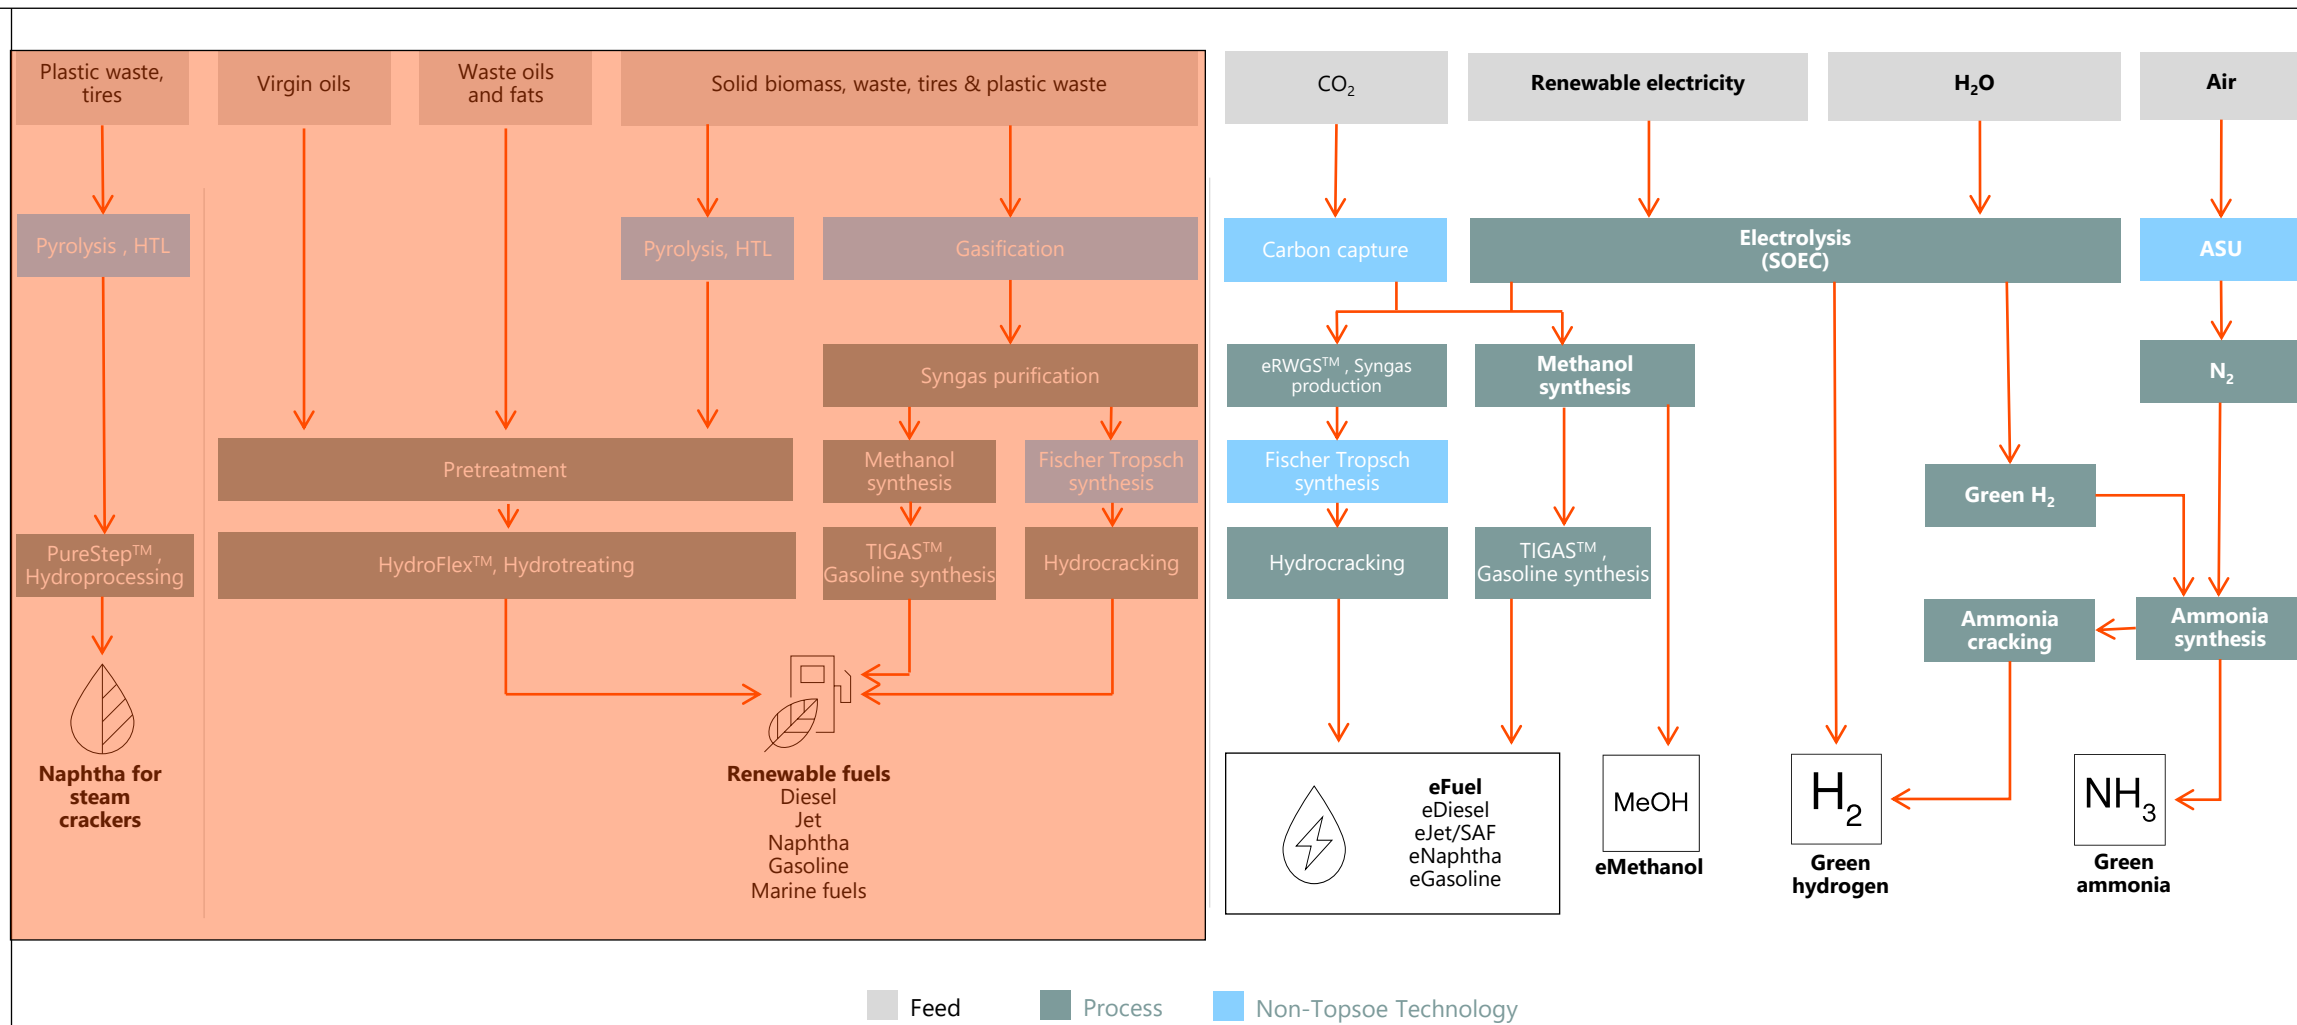 Plastic waste,
tires
Virgin oils
Waste oils
and fats
Solid biomass, waste, tires & plastic waste
CO₂
Renewable electricity
H₂O
Air
Pyrolysis , HTL
Pyrolysis, HTL
Gasification
Carbon capture
Electrolysis
(SOEC)
ASU
Syngas purification
eRWGS™ , Syngas
production
Methanol
synthesis
N₂
Pretreatment
Methanol
synthesis
Fischer Tropsch
synthesis
Fischer Tropsch
synthesis
Green H₂
PureStep™ ,
Hydroprocessing
HydroFlex™, Hydrotreating
TIGAS™ ,
Gasoline synthesis
Hydrocracking
Hydrocracking
TIGAS™ ,
Gasoline synthesis
Ammonia
cracking
Ammonia
synthesis
Naphtha for
steam
crackers
Renewable fuels
Diesel
Jet
Naphtha
Gasoline
Marine fuels
eFuel
eDiesel
eJet/SAF
eNaphtha
eGasoline
MeOH
eMethanol
H₂
Green
hydrogen
NH₃
Green
ammonia
Feed
Process
Non-Topsoe Technology